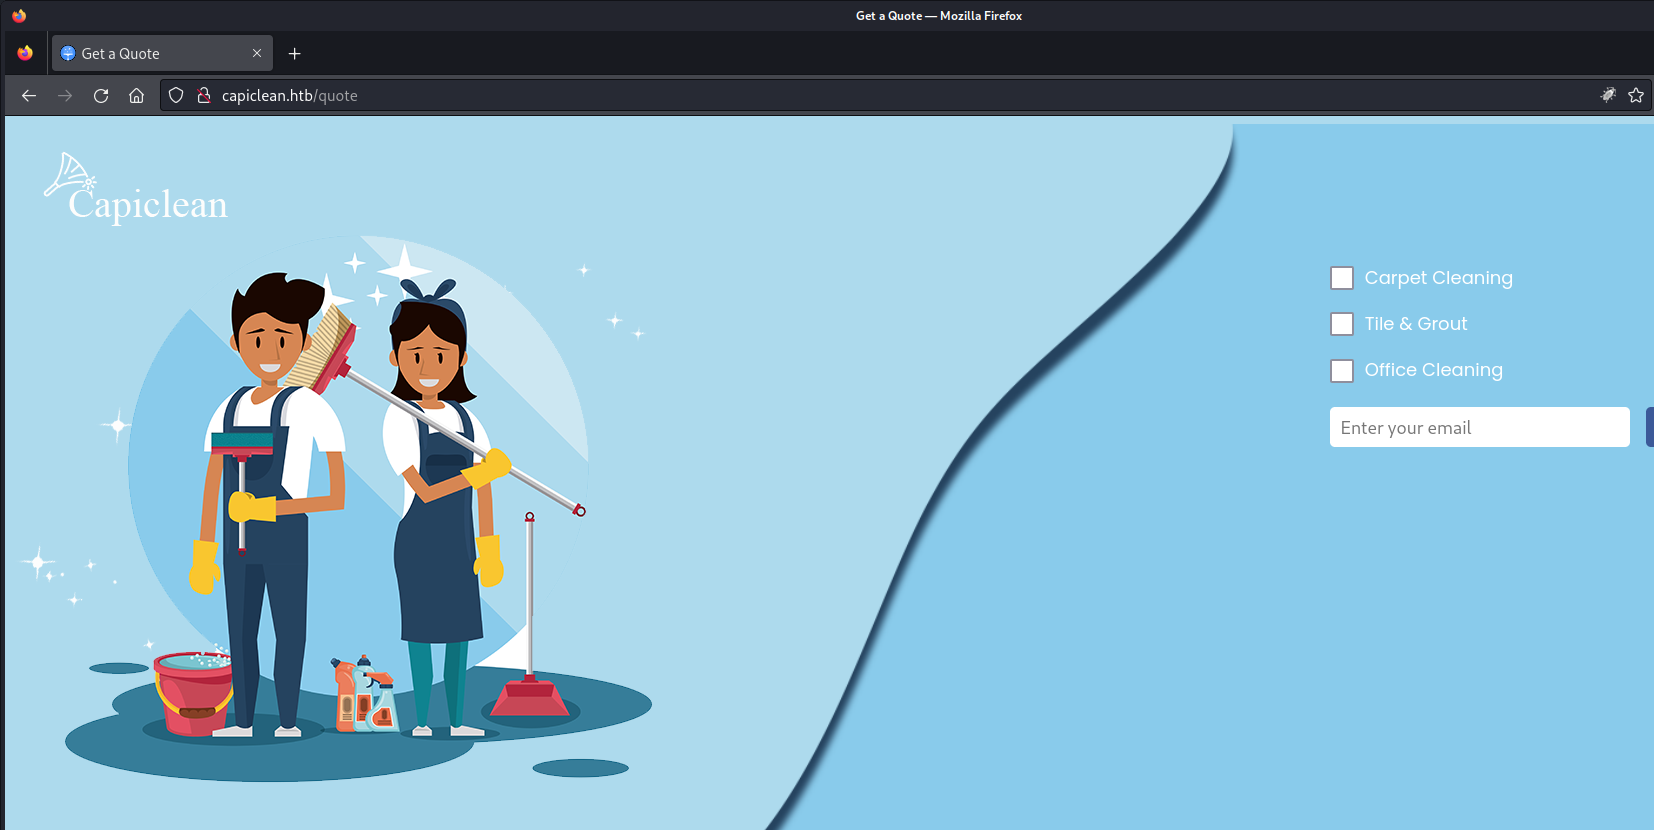 Get a Quote — Mozilla Firefox
Get a Quote
capiclean.htb/quote
Capiclean
Carpet Cleaning
Tile & Grout
Office Cleaning
Enter your email